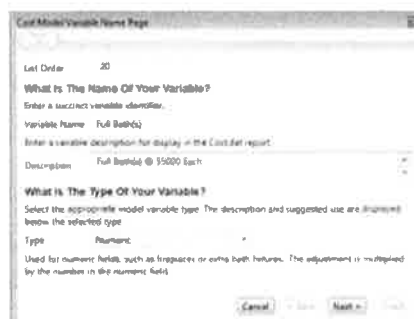 Cost Model Variable Name Page
List Order 20
What Is The Name Of Your Variable?
Enter a succinct variable identifier.
Variable Name Full Bath(s)
Enter a variable description for display in the Cost Adj report
Description Full Bath(s) @ $5000 Each
What Is The Type Of Your Variable?
Select the appropriate model variable type. The description and suggested use are displayed
below the selected type
Type Numeric
Used for numeric fields, such as fireplaces or extra bath fixtures. The adjustment is multiplied
by the number in the numeric field.
Cancel Next »